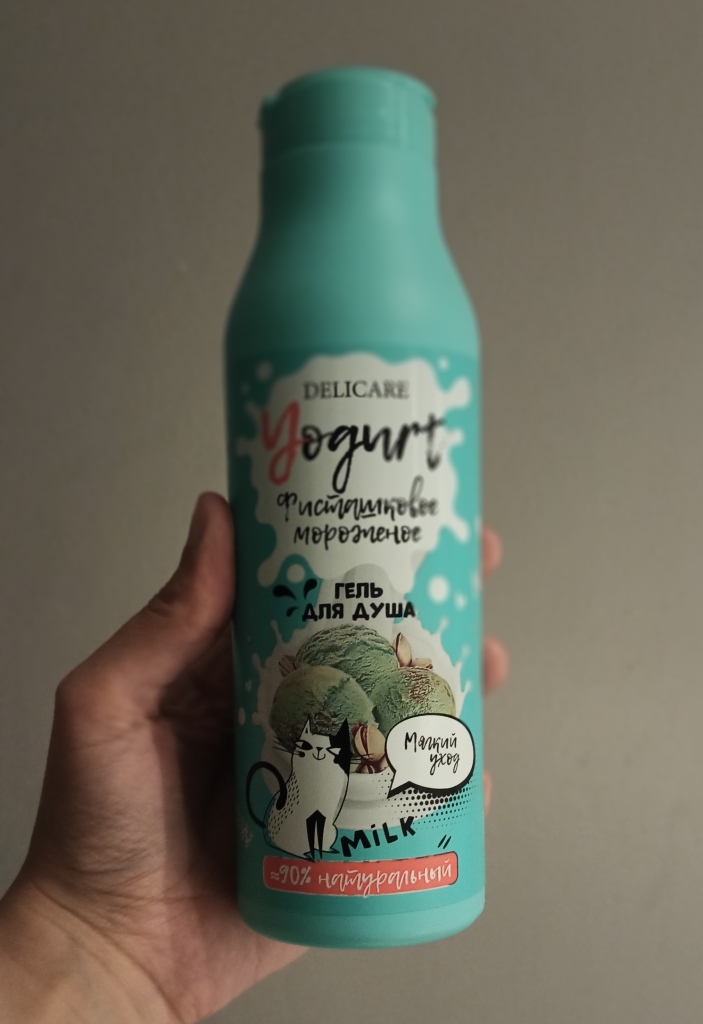 DELICARE
Yogurt
Фисташковое
мороженое
ГЕЛЬ
ДЛЯ ДУША
Мягкий
уход
MiLK
≈90% натуральный